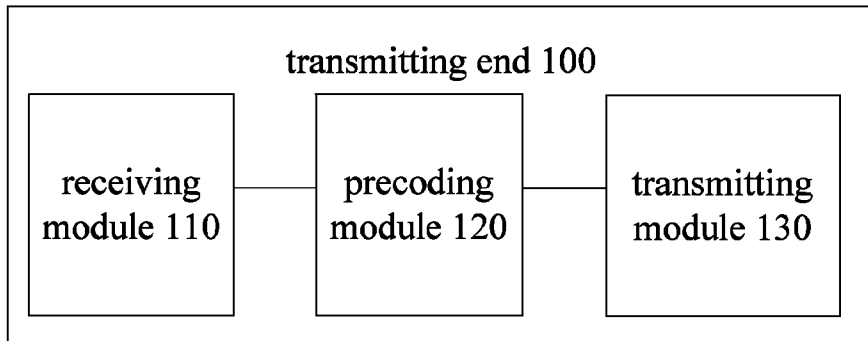 transmitting end 100
receiving
module 110
precoding
module 120
transmitting
module 130